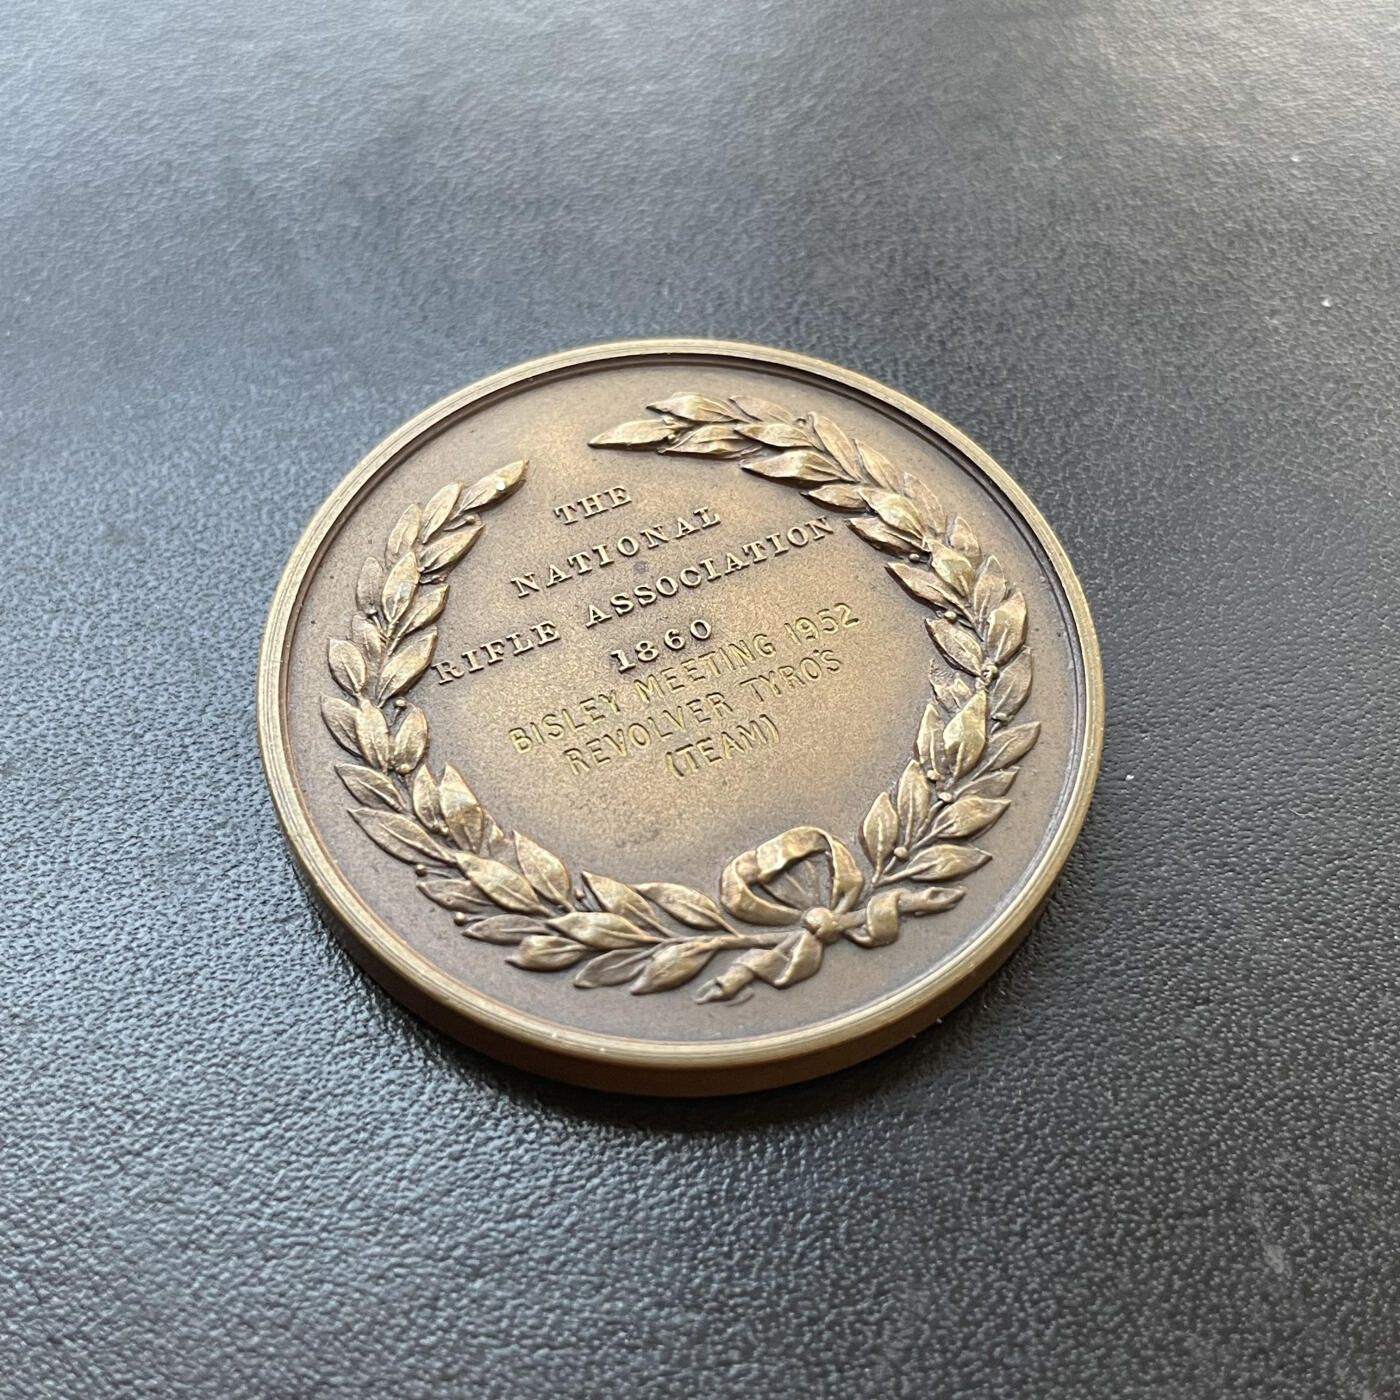 THE
NATIONAL
RIFLE ASSOCIATION
1860
BISLEY MEETING 1952
REVOLVER TYRO'S
(TEAM)